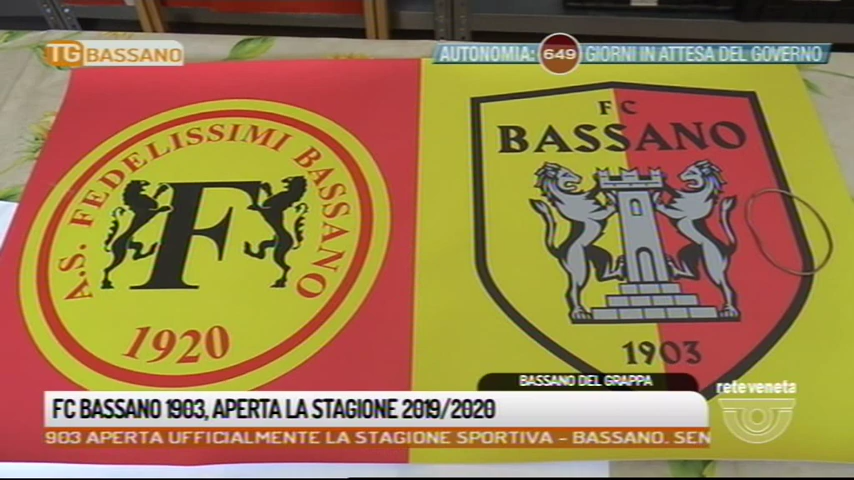 TG BASSANO
AUTONOMIA: 649 GIORNI IN ATTESA DEL GOVERNO
A.S. FEDELISSIMI BASSANO
F
1920
FC
BASSANO
1903
BASSANO DEL GRAPPA
rete veneta
FC BASSANO 1903, APERTA LA STAGIONE 2019/2020
903 APERTA UFFICIALMENTE LA STAGIONE SPORTIVA - BASSANO. SEN